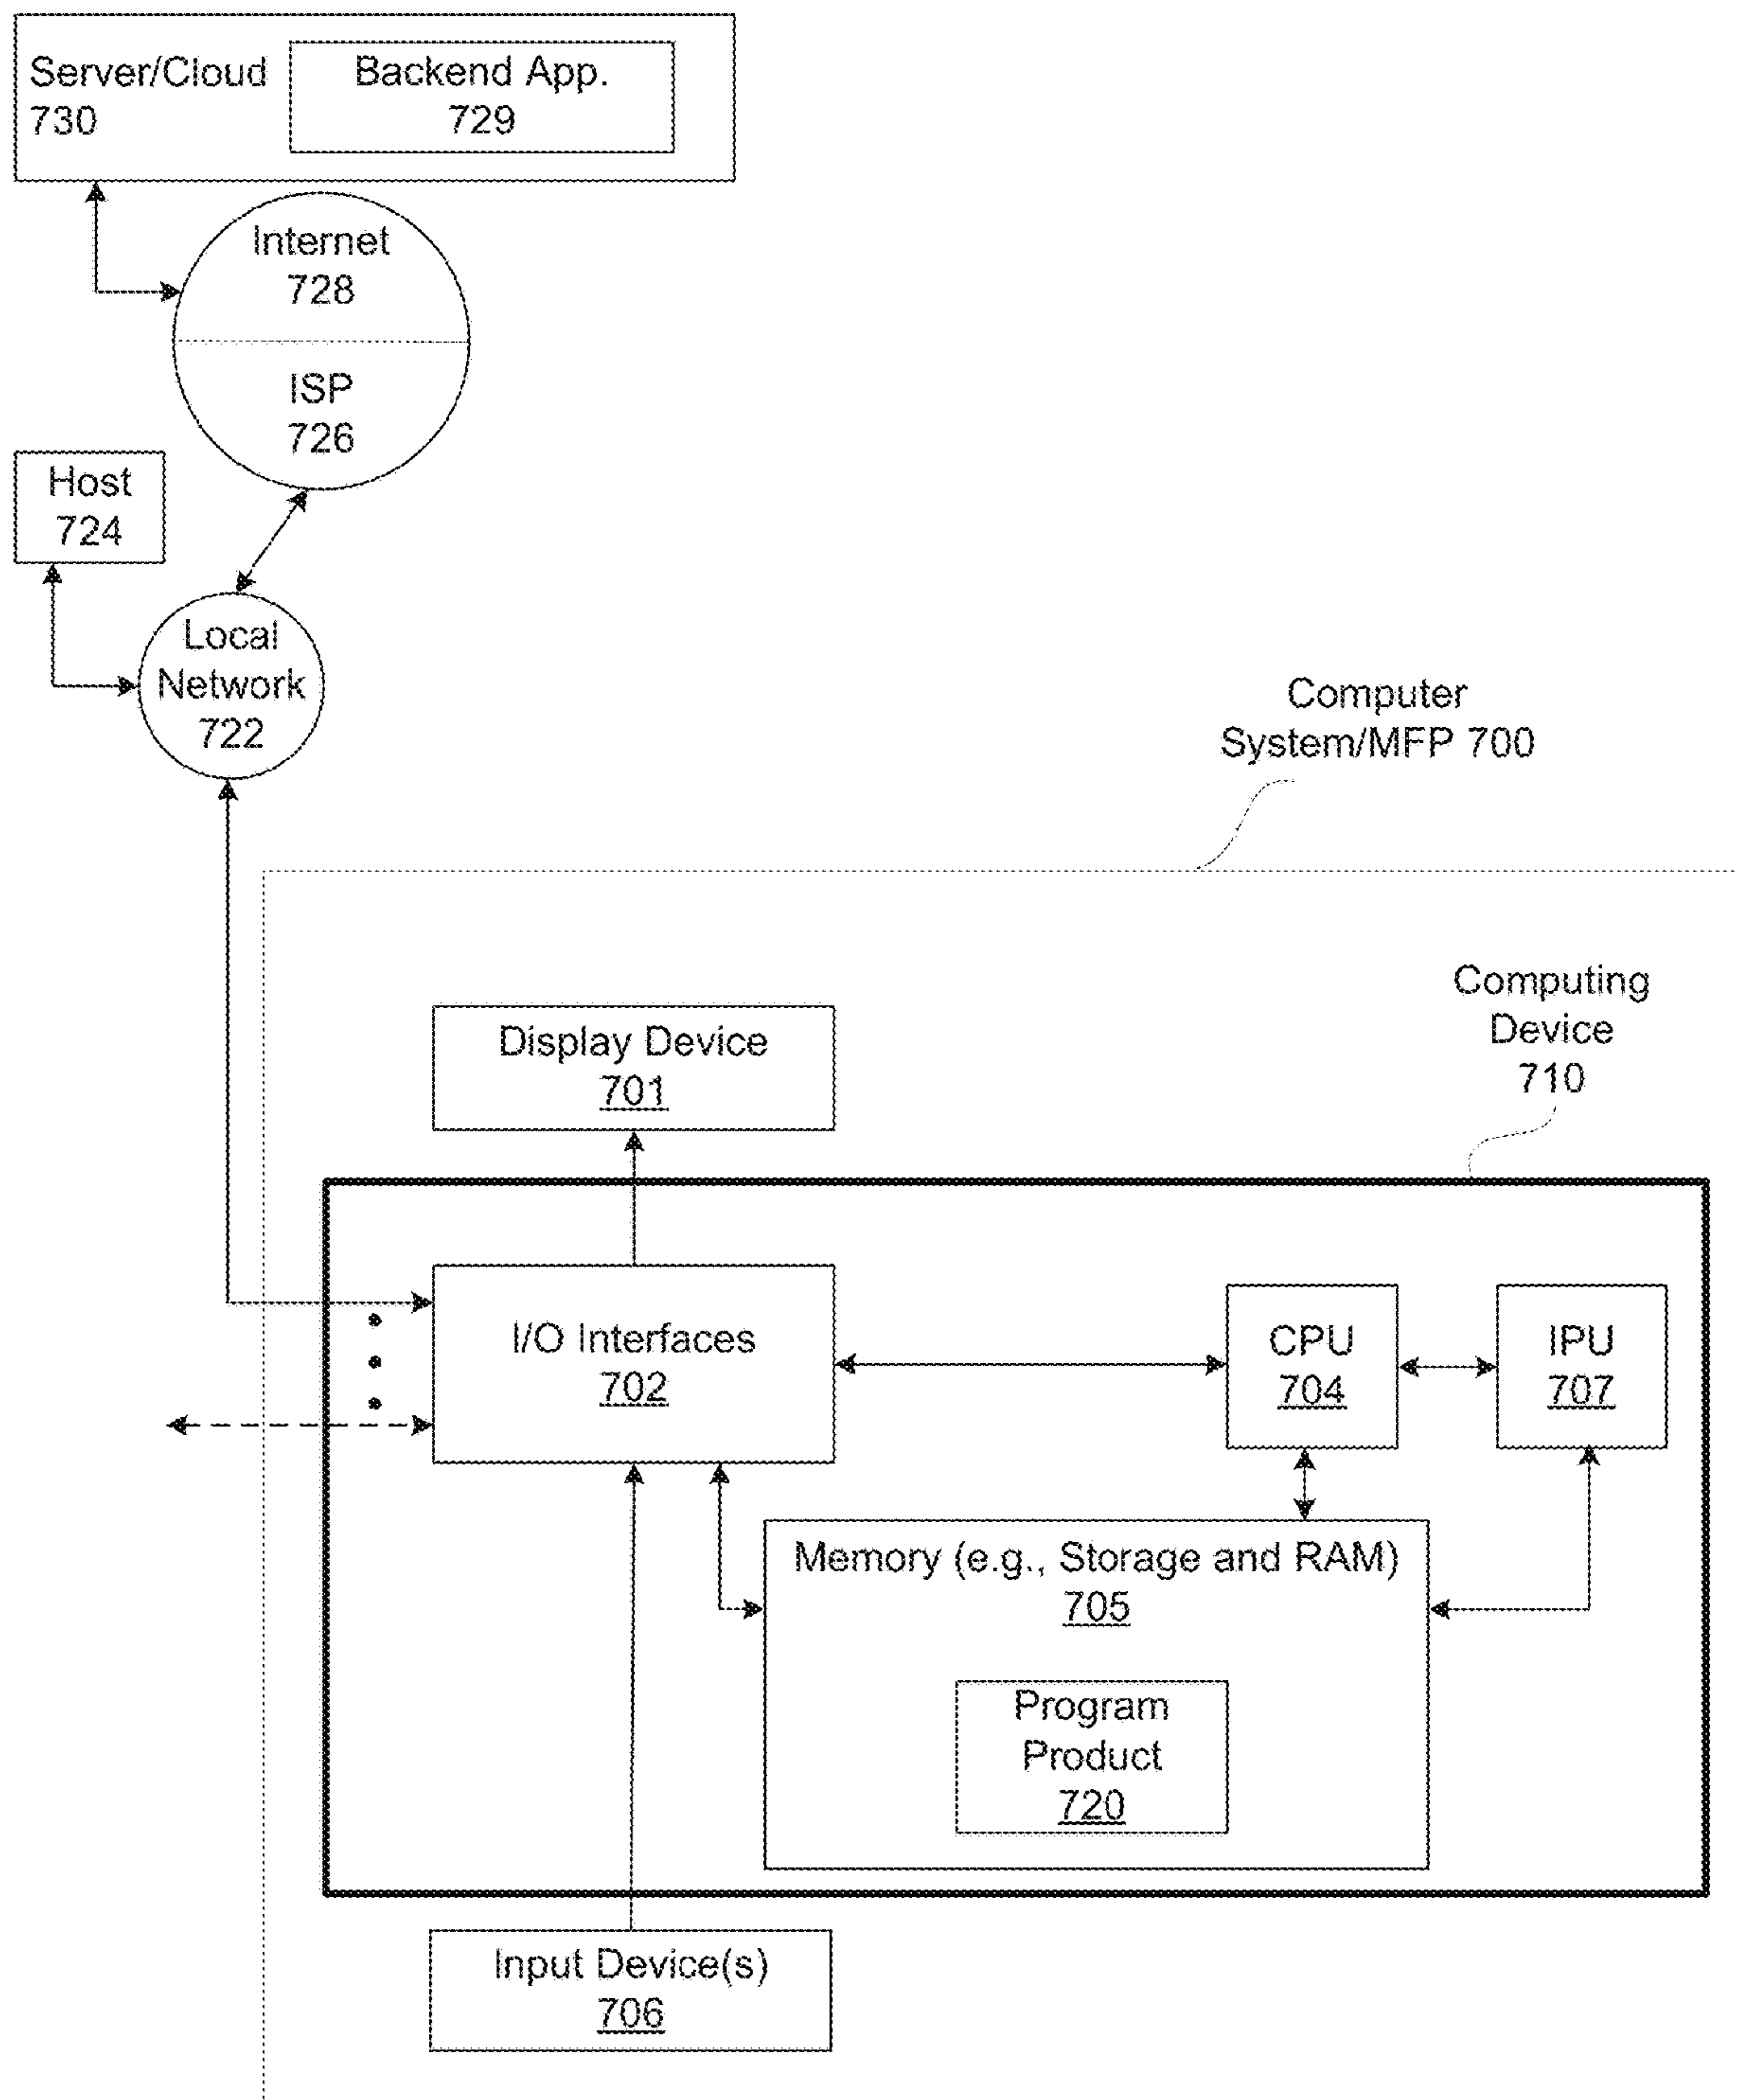 Server/Cloud
730
Backend App.
729
Internet
728
ISP
726
Host
724
Local
Network
722
Computer
System/MFP 700
Computing
Device
710
Display Device
701
I/O Interfaces
702
CPU
704
IPU
707
Memory (e.g., Storage and RAM)
705
Program
Product
720
Input Device(s)
706